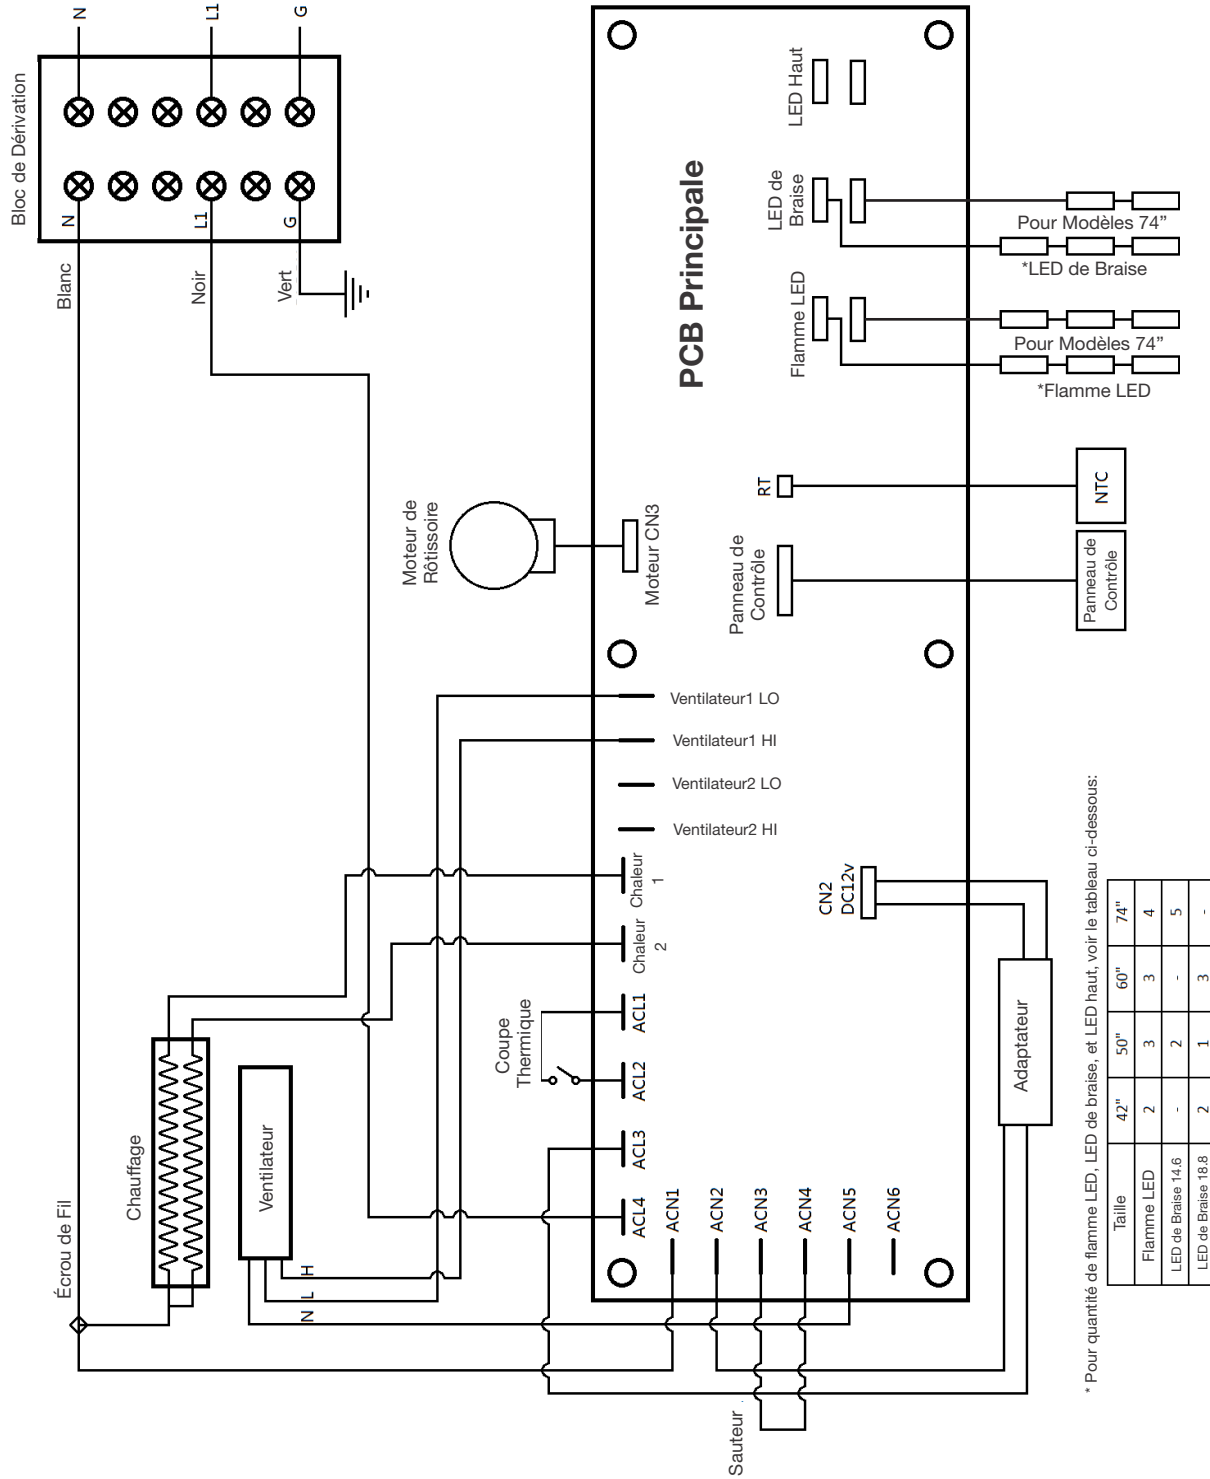 Bloc de Dérivation
N
L1
G
N
L1
G
Blanc
Noir
Vert
Écrou de Fil
Chauffage
Ventilateur
N
L
H
Moteur de
Rôtissoire
Coupe
Thermique
Sauteur
PCB Principale
LED Haut
LED de
Braise
Flamme LED
RT
Panneau de
Contrôle
Moteur CN3
Ventilateur1 LO
Ventilateur1 HI
Ventilateur2 LO
Ventilateur2 HI
Chaleur
1
Chaleur
2
ACL1
ACL2
ACL3
ACL4
ACN1
ACN2
ACN3
ACN4
ACN5
ACN6
CN2
DC12v
Adaptateur
Pour Modèles 74”
*LED de Braise
Pour Modèles 74”
*Flamme LED
NTC
Panneau de
Contrôle
* Pour quantité de flamme LED, LED de braise, et LED haut, voir le tableau ci-dessous:
Taille 42" 50" 60" 74"
Flamme LED 2 3 3 4
LED de Braise 14.6 - 2 - 5
LED de Braise 18.8 2 1 3 -